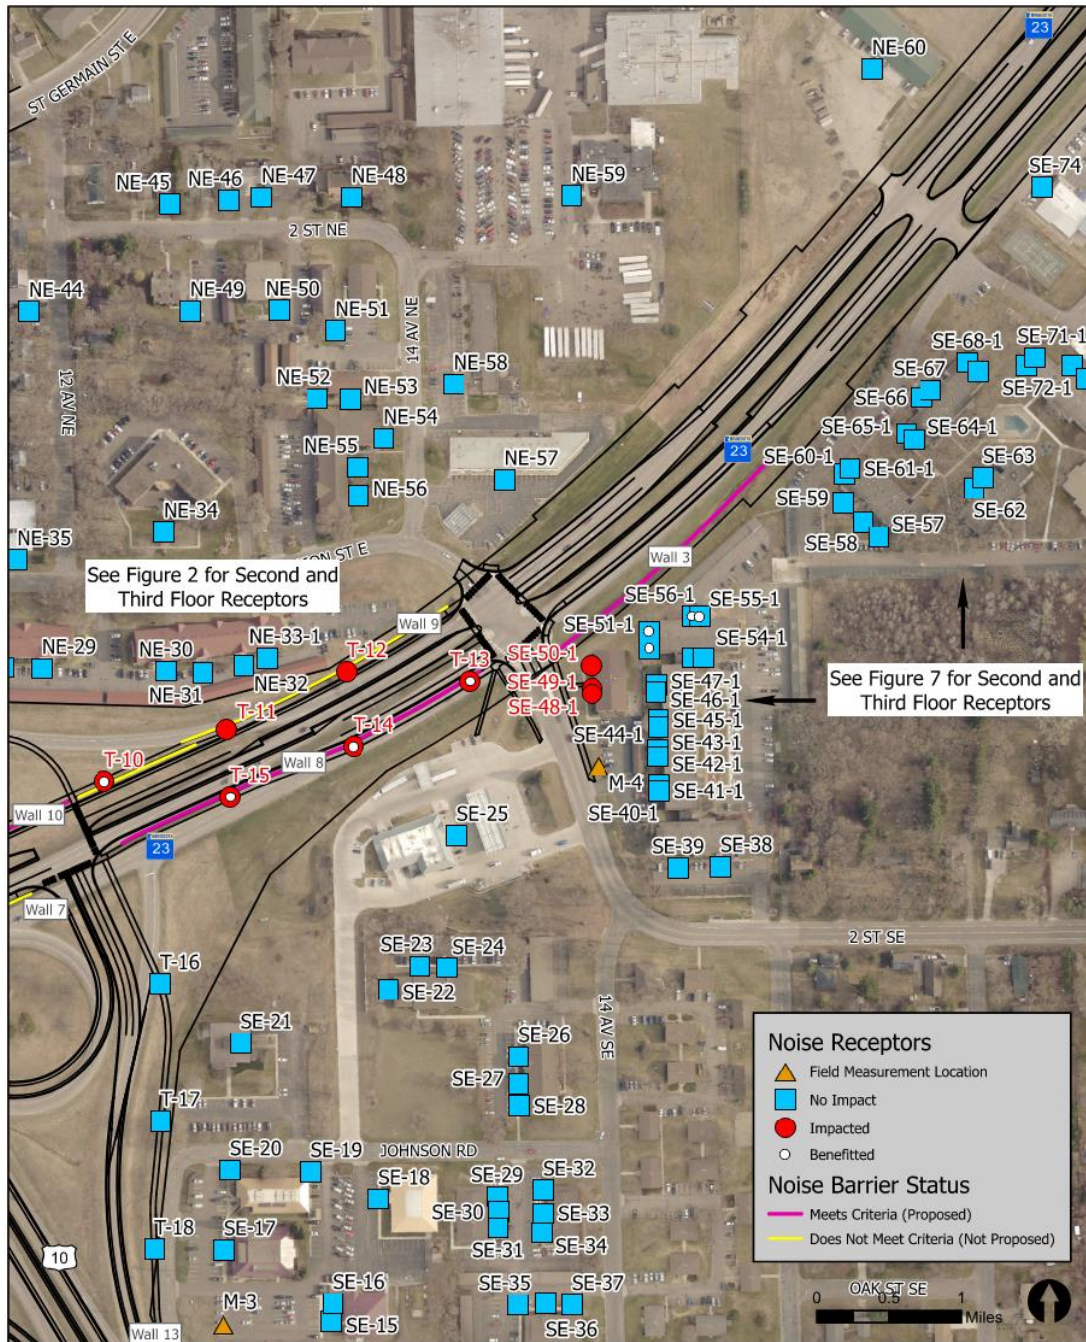 23
NE-60
ST GERMAIN ST E
NE-45
NE-46
NE-47
NE-48
NE-59
SE-74
2 ST NE
NE-44
NE-49
NE-50
NE-51
14 AV NE
12 AV NE
NE-58
NE-52
NE-53
NE-54
SE-68-1
SE-71-1
SE-67
SE-72-1
SE-66
SE-65-1
SE-64-1
23
NE-55
NE-56
NE-57
SE-60-1
SE-61-1
SE-63
SE-59
SE-62
SE-57
SE-58
NE-34
NE-35
ST E
See Figure 2 for Second and
Third Floor Receptors
Wall 3
Wall 9
SE-56-1
SE-55-1
SE-51-1
SE-54-1
NE-29
NE-30
NE-33-1
NE-31
NE-32
T-12
T-13
SE-50-1
SE-49-1
SE-48-1
SE-47-1
SE-46-1
SE-45-1
SE-44-1
SE-43-1
SE-42-1
SE-41-1
SE-40-1
See Figure 7 for Second and
Third Floor Receptors
T-11
T-14
T-10
Wall 8
T-15
M-4
Wall 10
23
SE-25
SE-39
SE-38
Wall 7
2 ST SE
SE-23
SE-24
SE-22
T-16
14 AV SE
SE-21
SE-26
SE-27
SE-28
T-17
JOHNSON RD
SE-20
SE-19
SE-18
SE-29
SE-32
SE-30
SE-33
SE-31
SE-34
T-18
SE-17
10
SE-16
SE-15
M-3
Wall 13
SE-35
SE-37
SE-36
Noise Receptors
Field Measurement Location
No Impact
Impacted
Benefitted
Noise Barrier Status
Meets Criteria (Proposed)
Does Not Meet Criteria (Not Proposed)
OAK ST SE
0 0.5 1
Miles